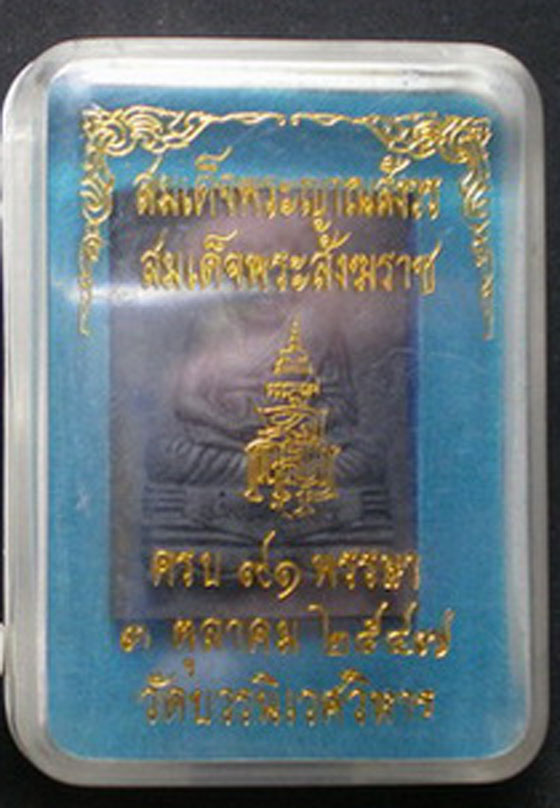 สมเด็จพระญาณสังวร
สมเด็จพระสังฆราช
ครบ ๙๑ พรรษา
๓ ตุลาคม ๒๕๔๗
วัดบวรนิเวศวิหาร